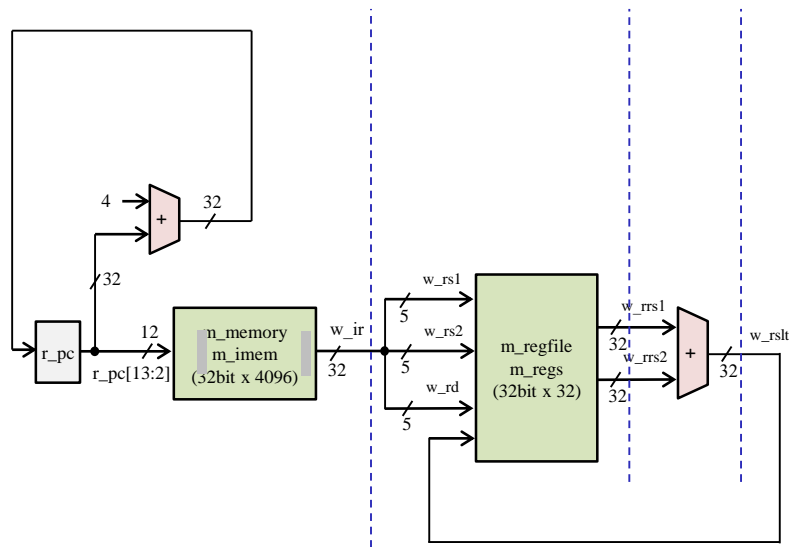 4
+
32
32
r_pc
12
r_pc[13:2]
m_memory
m_imem
(32bit x 4096)
w_ir
32
w_rs1
5
w_rs2
5
w_rd
5
m_regfile
m_regs
(32bit x 32)
w_rrs1
32
w_rrs2
32
+
32
w_rslt